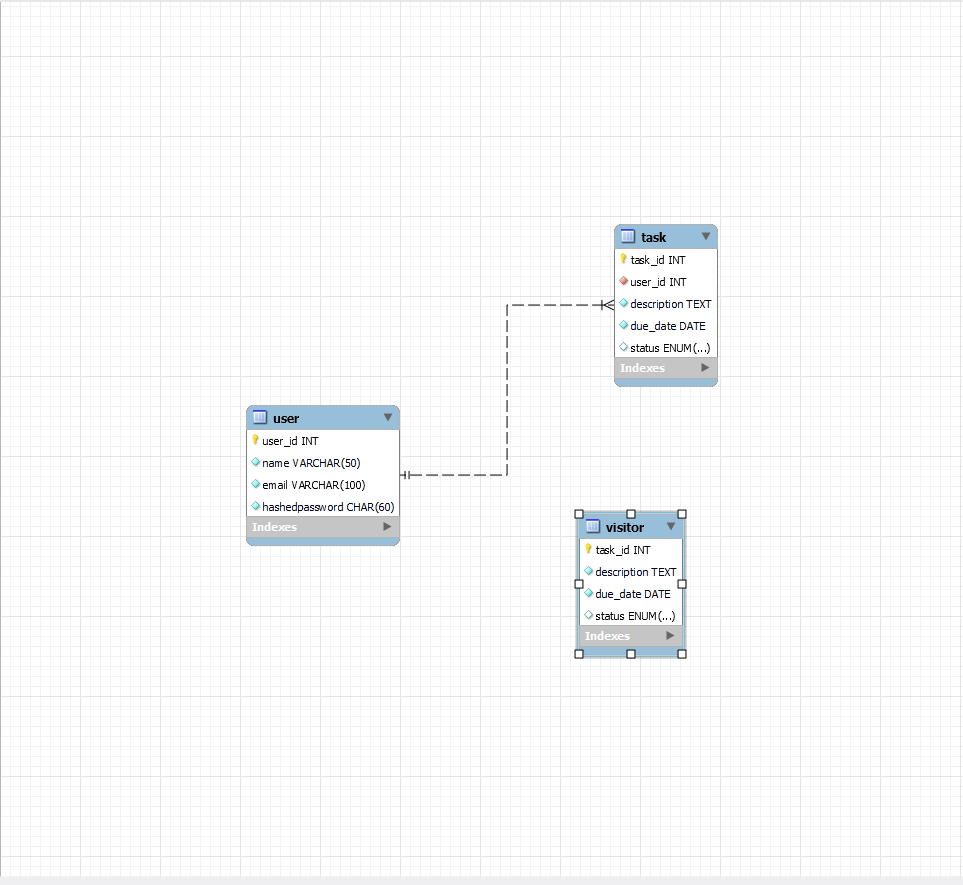 task
task_id INT
user_id INT
description TEXT
due_date DATE
status ENUM(...)
Indexes
user
user_id INT
name VARCHAR(50)
email VARCHAR(100)
hashedpassword CHAR(60)
Indexes
visitor
task_id INT
description TEXT
due_date DATE
status ENUM(...)
Indexes